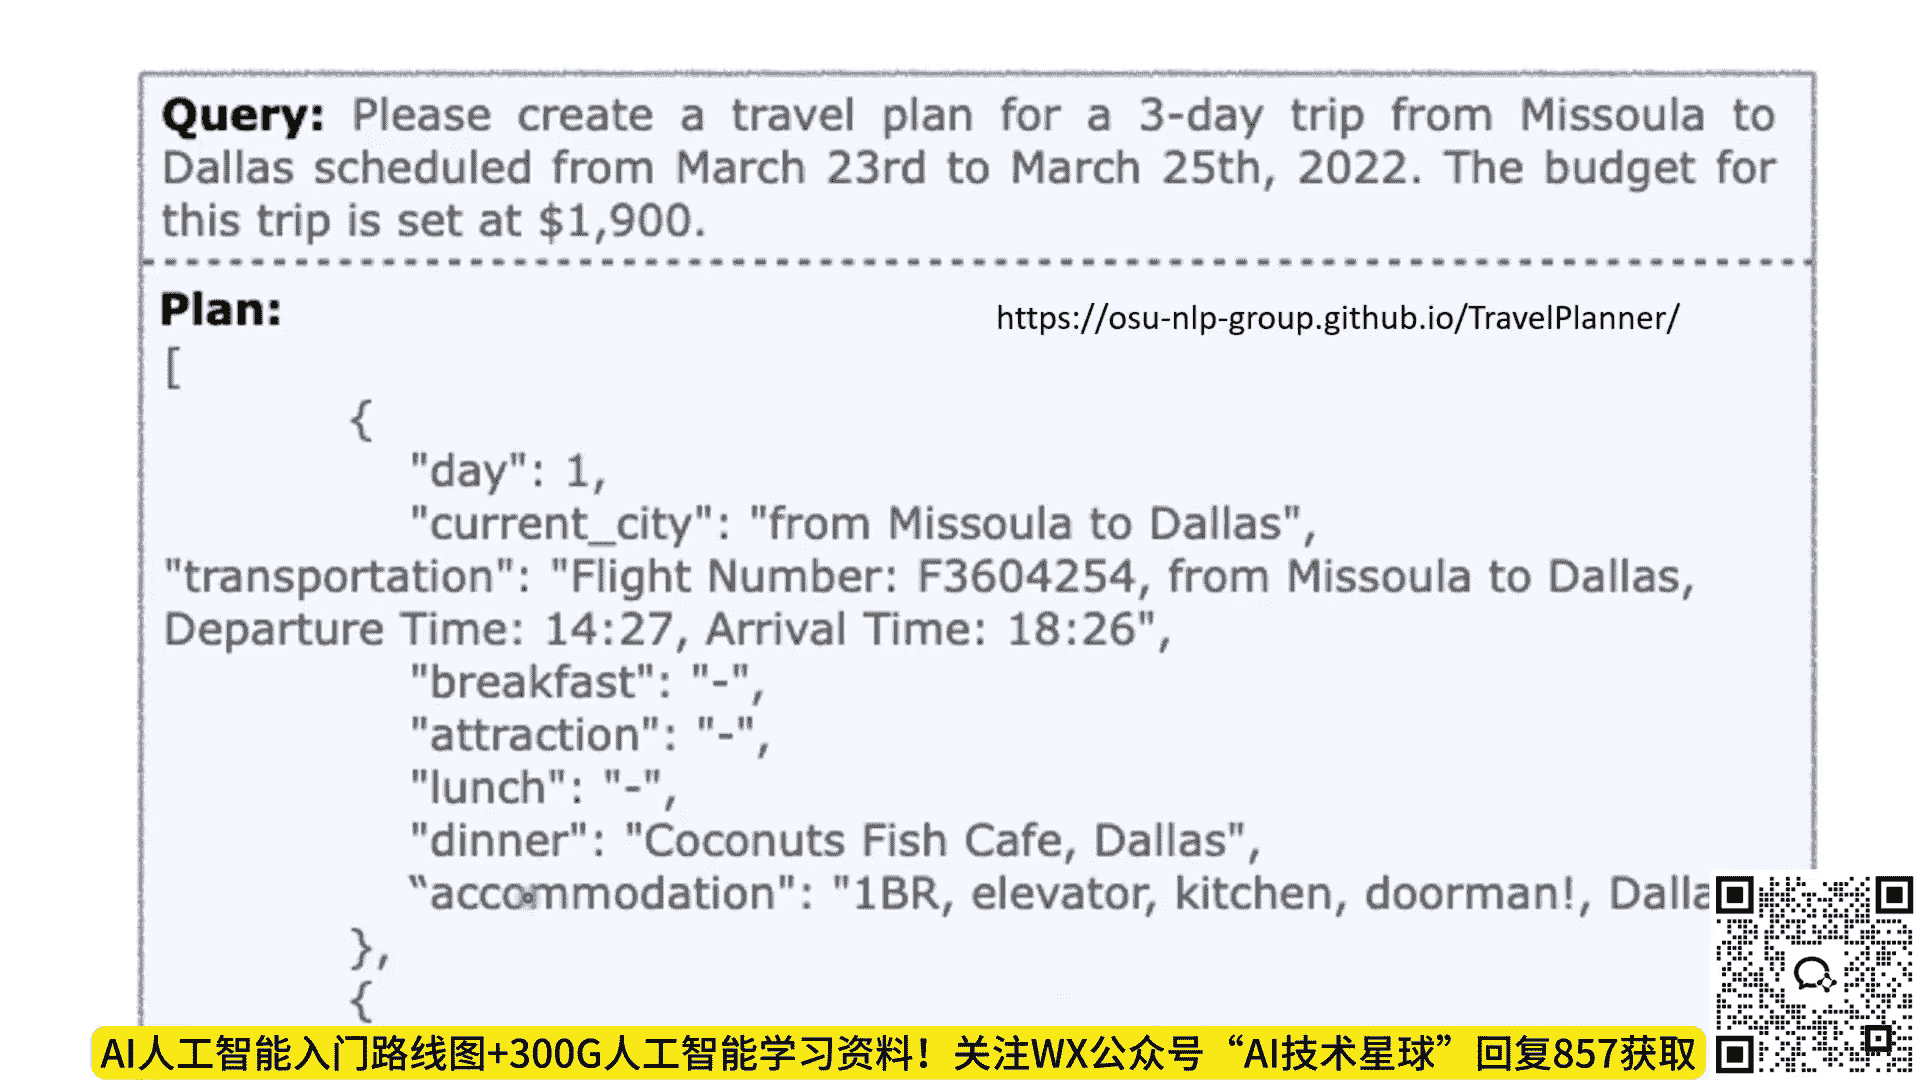 Query: Please create a travel plan for a 3-day trip from Missoula to
Dallas scheduled from March 23rd to March 25th, 2022. The budget for
this trip is set at $1,900.
Plan:
https://osu-nlp-group.github.io/TravelPlanner/
[
{
"day": 1,
"current_city": "from Missoula to Dallas",
"transportation": "Flight Number: F3604254, from Missoula to Dallas,
Departure Time: 14:27, Arrival Time: 18:26",
"breakfast": "-",
"attraction": "-",
"lunch": "-",
"dinner": "Coconuts Fish Cafe, Dallas",
“accommodation": "1BR, elevator, kitchen, doorman!, Dalla
},
{
AI人工智能入门路线图+300G人工智能学习资料！关注WX公众号“AI技术星球”回复857获取